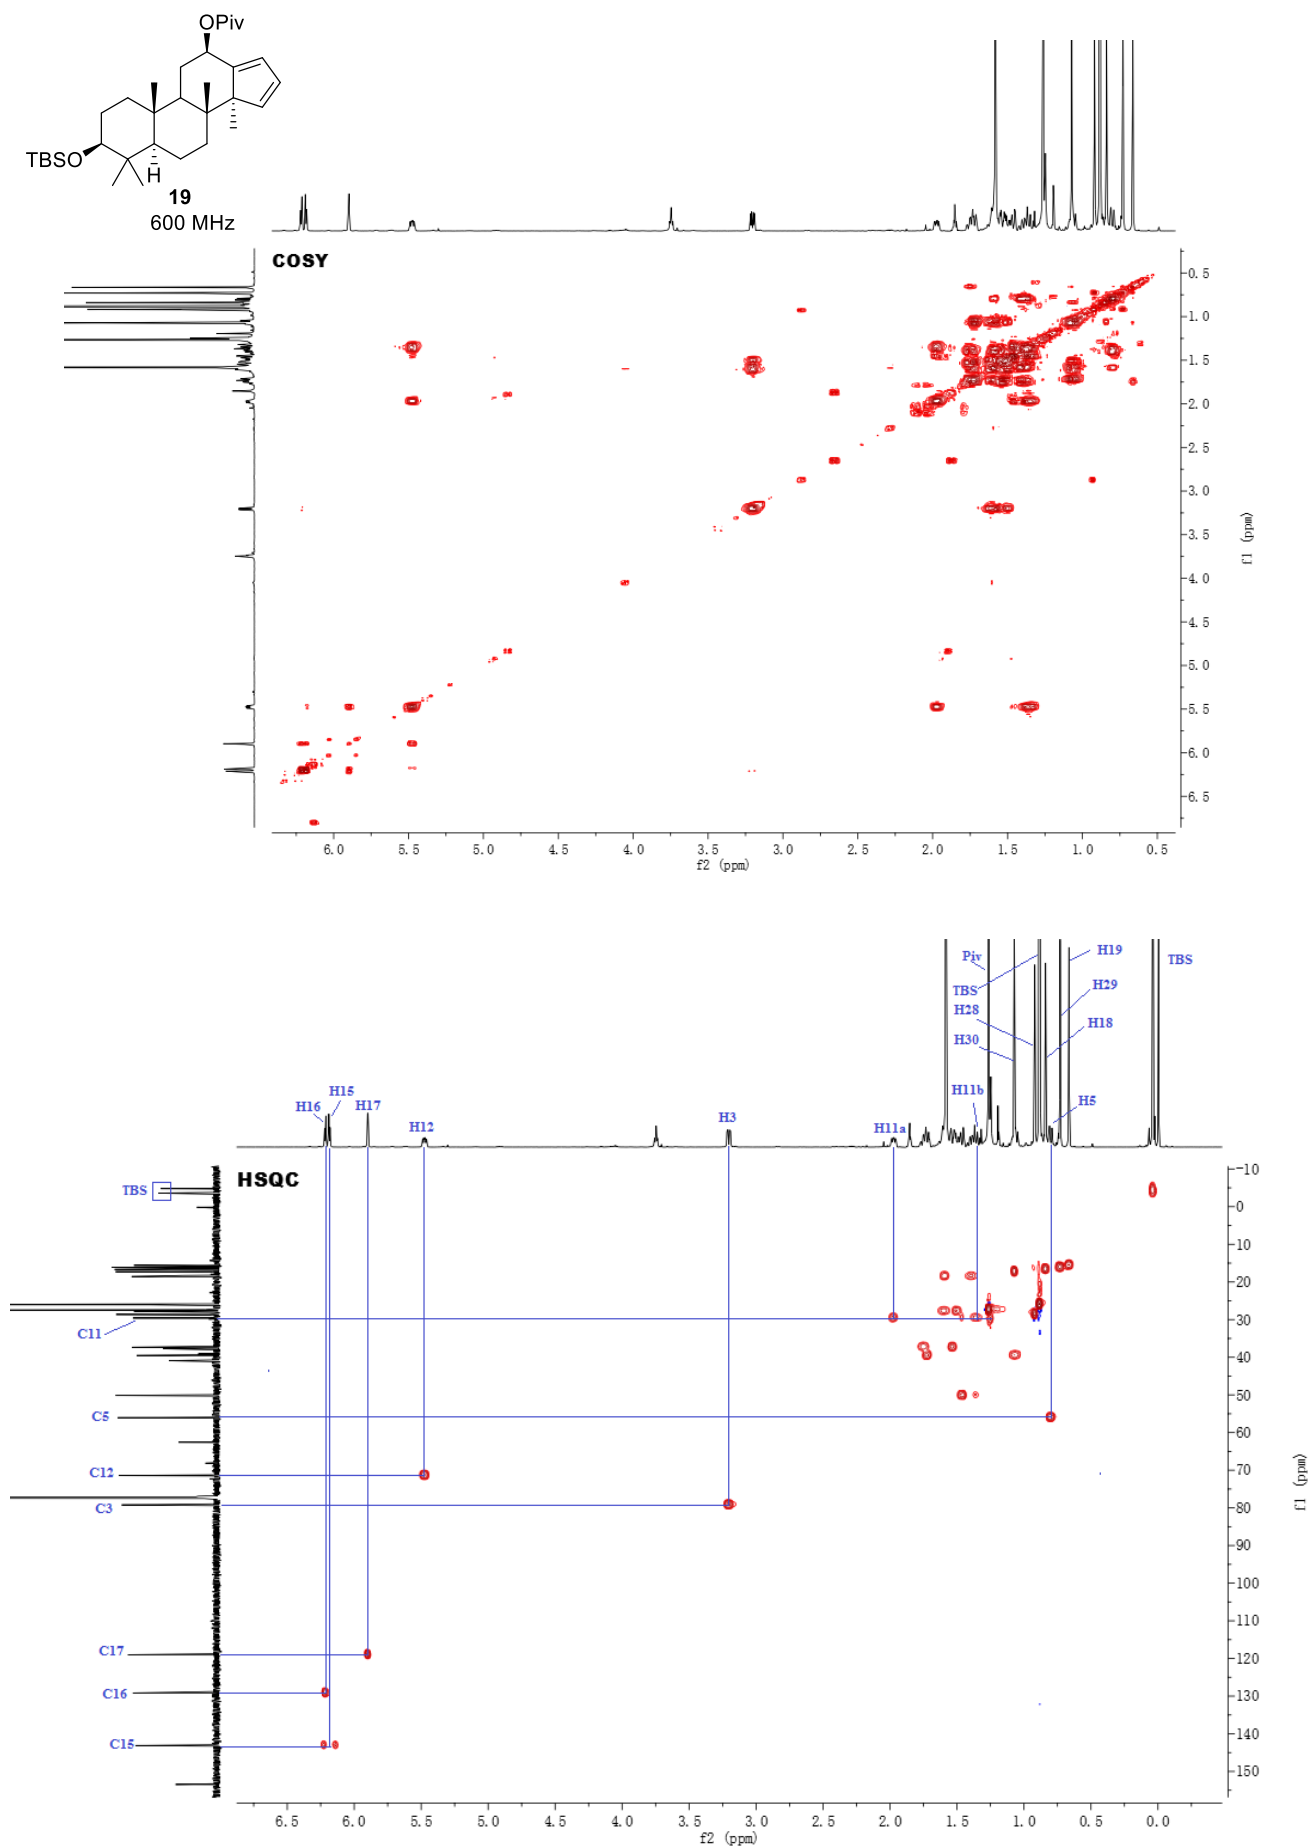 OPiv
TBSO
H
19
600 MHz
COSY
0.5
1.0
1.5
2.0
2.5
3.0
3.5
4.0
4.5
5.0
5.5
6.0
6.5
f1 (ppm)
6.0 5.5 5.0 4.5 4.0 3.5 3.0 2.5 2.0 1.5 1.0 0.5
f2 (ppm)
Piv
H19
TBS
TBS
H29
H28
H18
H30
H15
H11b
H5
H16
H17
H12
H3
H11a
HSQC
TBS
C11
C5
C12
C3
C17
C16
C15
-10
0
10
20
30
40
50
60
70
80
90
100
110
120
130
140
150
f1 (ppm)
6.5 6.0 5.5 5.0 4.5 4.0 3.5 3.0 2.5 2.0 1.5 1.0 0.5 0.0
f2 (ppm)